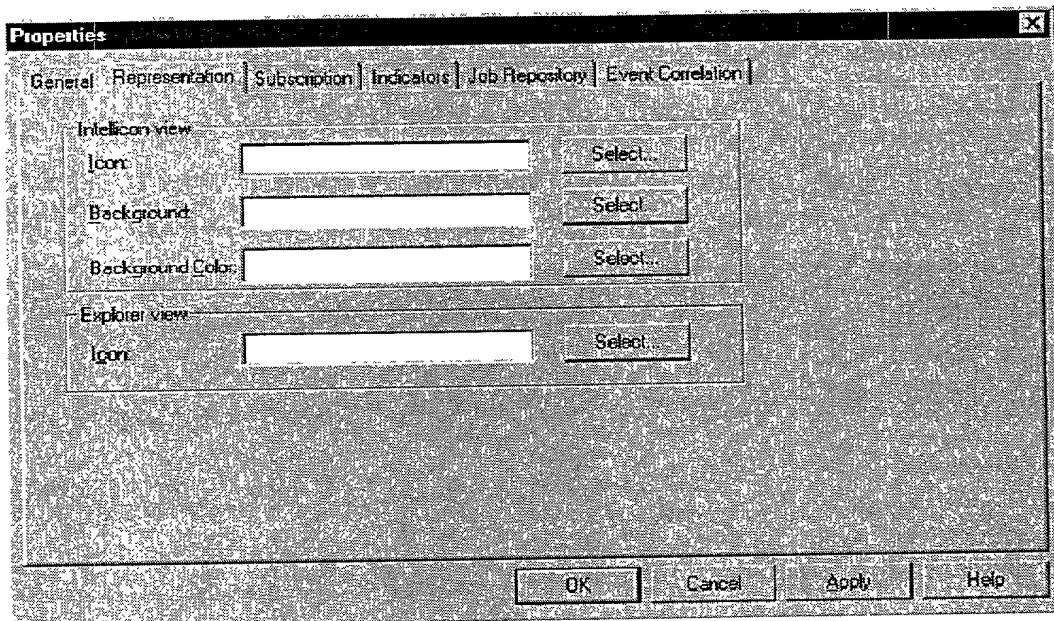 Properties
General Representation Subscription Indicators Job Repository Event Correlation
Intellicon view
Icon: Select...
Background: Select...
Background Color: Select...
Explorer view
Icon: Select...
OK Cancel Apply Help